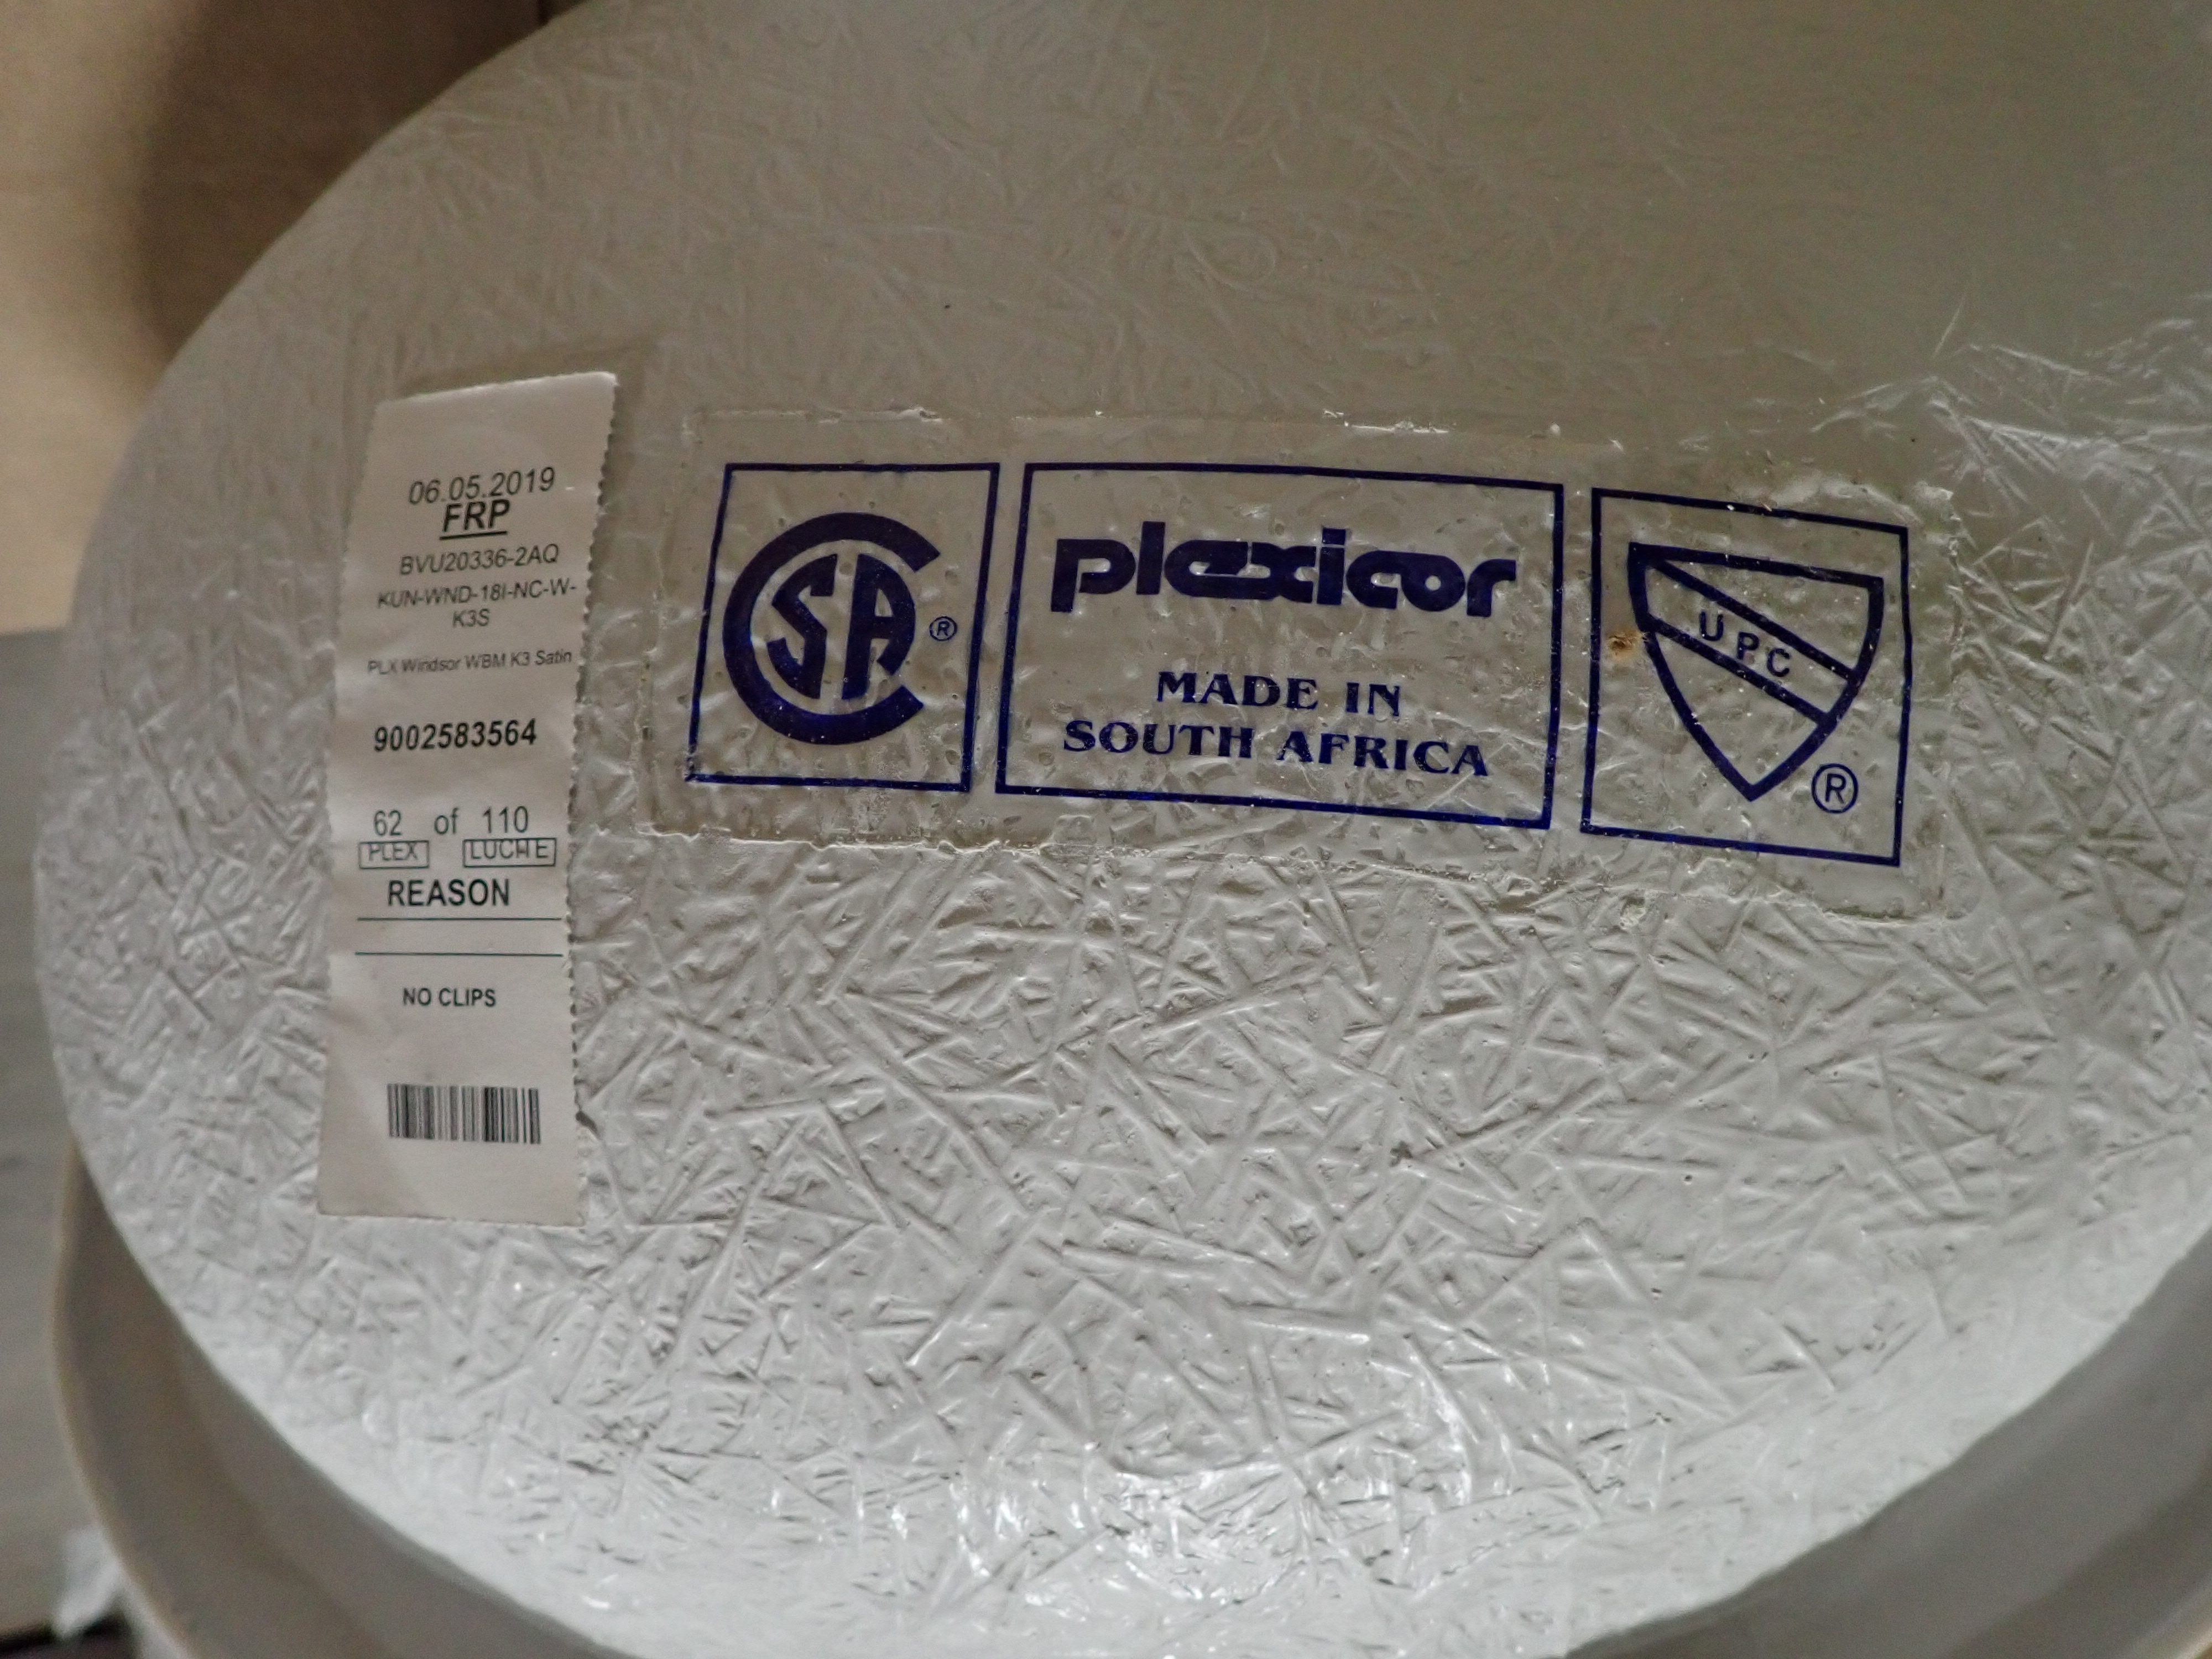 06.05.2019
FRP
BVU20336-2AQ
KUN-WND-18I-NC-W-
K3S
PLX Windsor WBM K3 Satin
9002583564
62 of 110
PLEX LUCITE
REASON
NO CLIPS
CSA ®
plexicor
MADE IN
SOUTH AFRICA
UPC
®